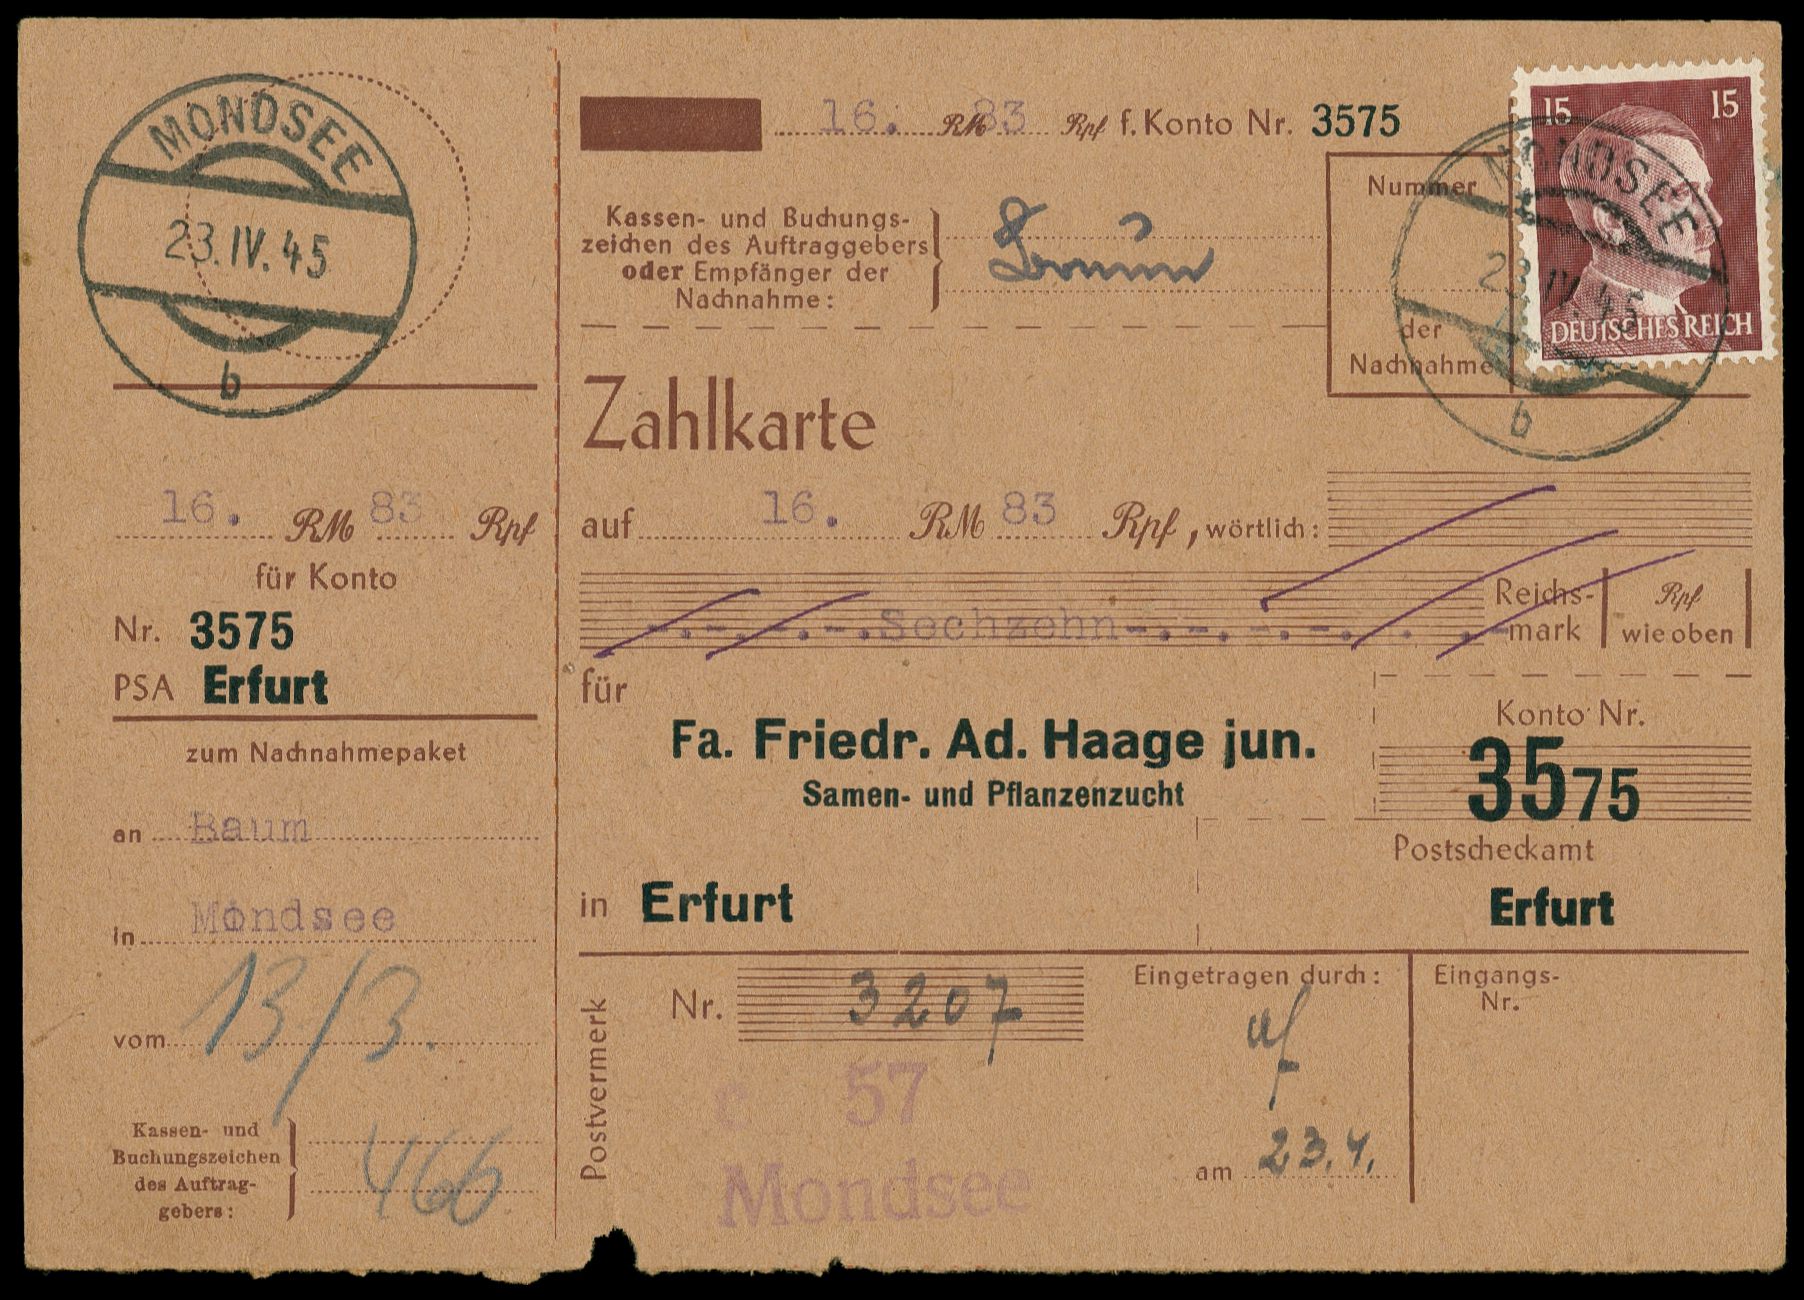 MONDSEE
23.IV.45
b
16. RM 83 Rpf
für Konto
Nr. 3575
PSA Erfurt
zum Nachnahmepaket
an Baum
in Mondsee
vom 13/3.
Kassen- und
Buchungszeichen
des Auftrag-
gebers:
466
16. RM 83 Rpf f. Konto Nr. 3575
Kassen- und Buchungs-
zeichen des Auftraggebers
oder Empfänger der
Nachnahme:
Nummer
der
Nachnahme
15 15
DEUTSCHES REICH
MONDSEE
23.IV.45
b
Zahlkarte
auf 16. RM 83 Rpf, wörtlich:
-.-.-.-.Sechzehn-.-.-.-. .-
Reichs-
mark
Rpf
wie oben
für
Fa. Friedr. Ad. Haage jun.
Samen- und Pflanzenzucht
in Erfurt
Konto Nr.
3575
Postscheckamt
Erfurt
Postvermerk
Nr. 3207
c 57
Mondsee
Eingetragen durch:
am 23.4.
Eingangs-
Nr.